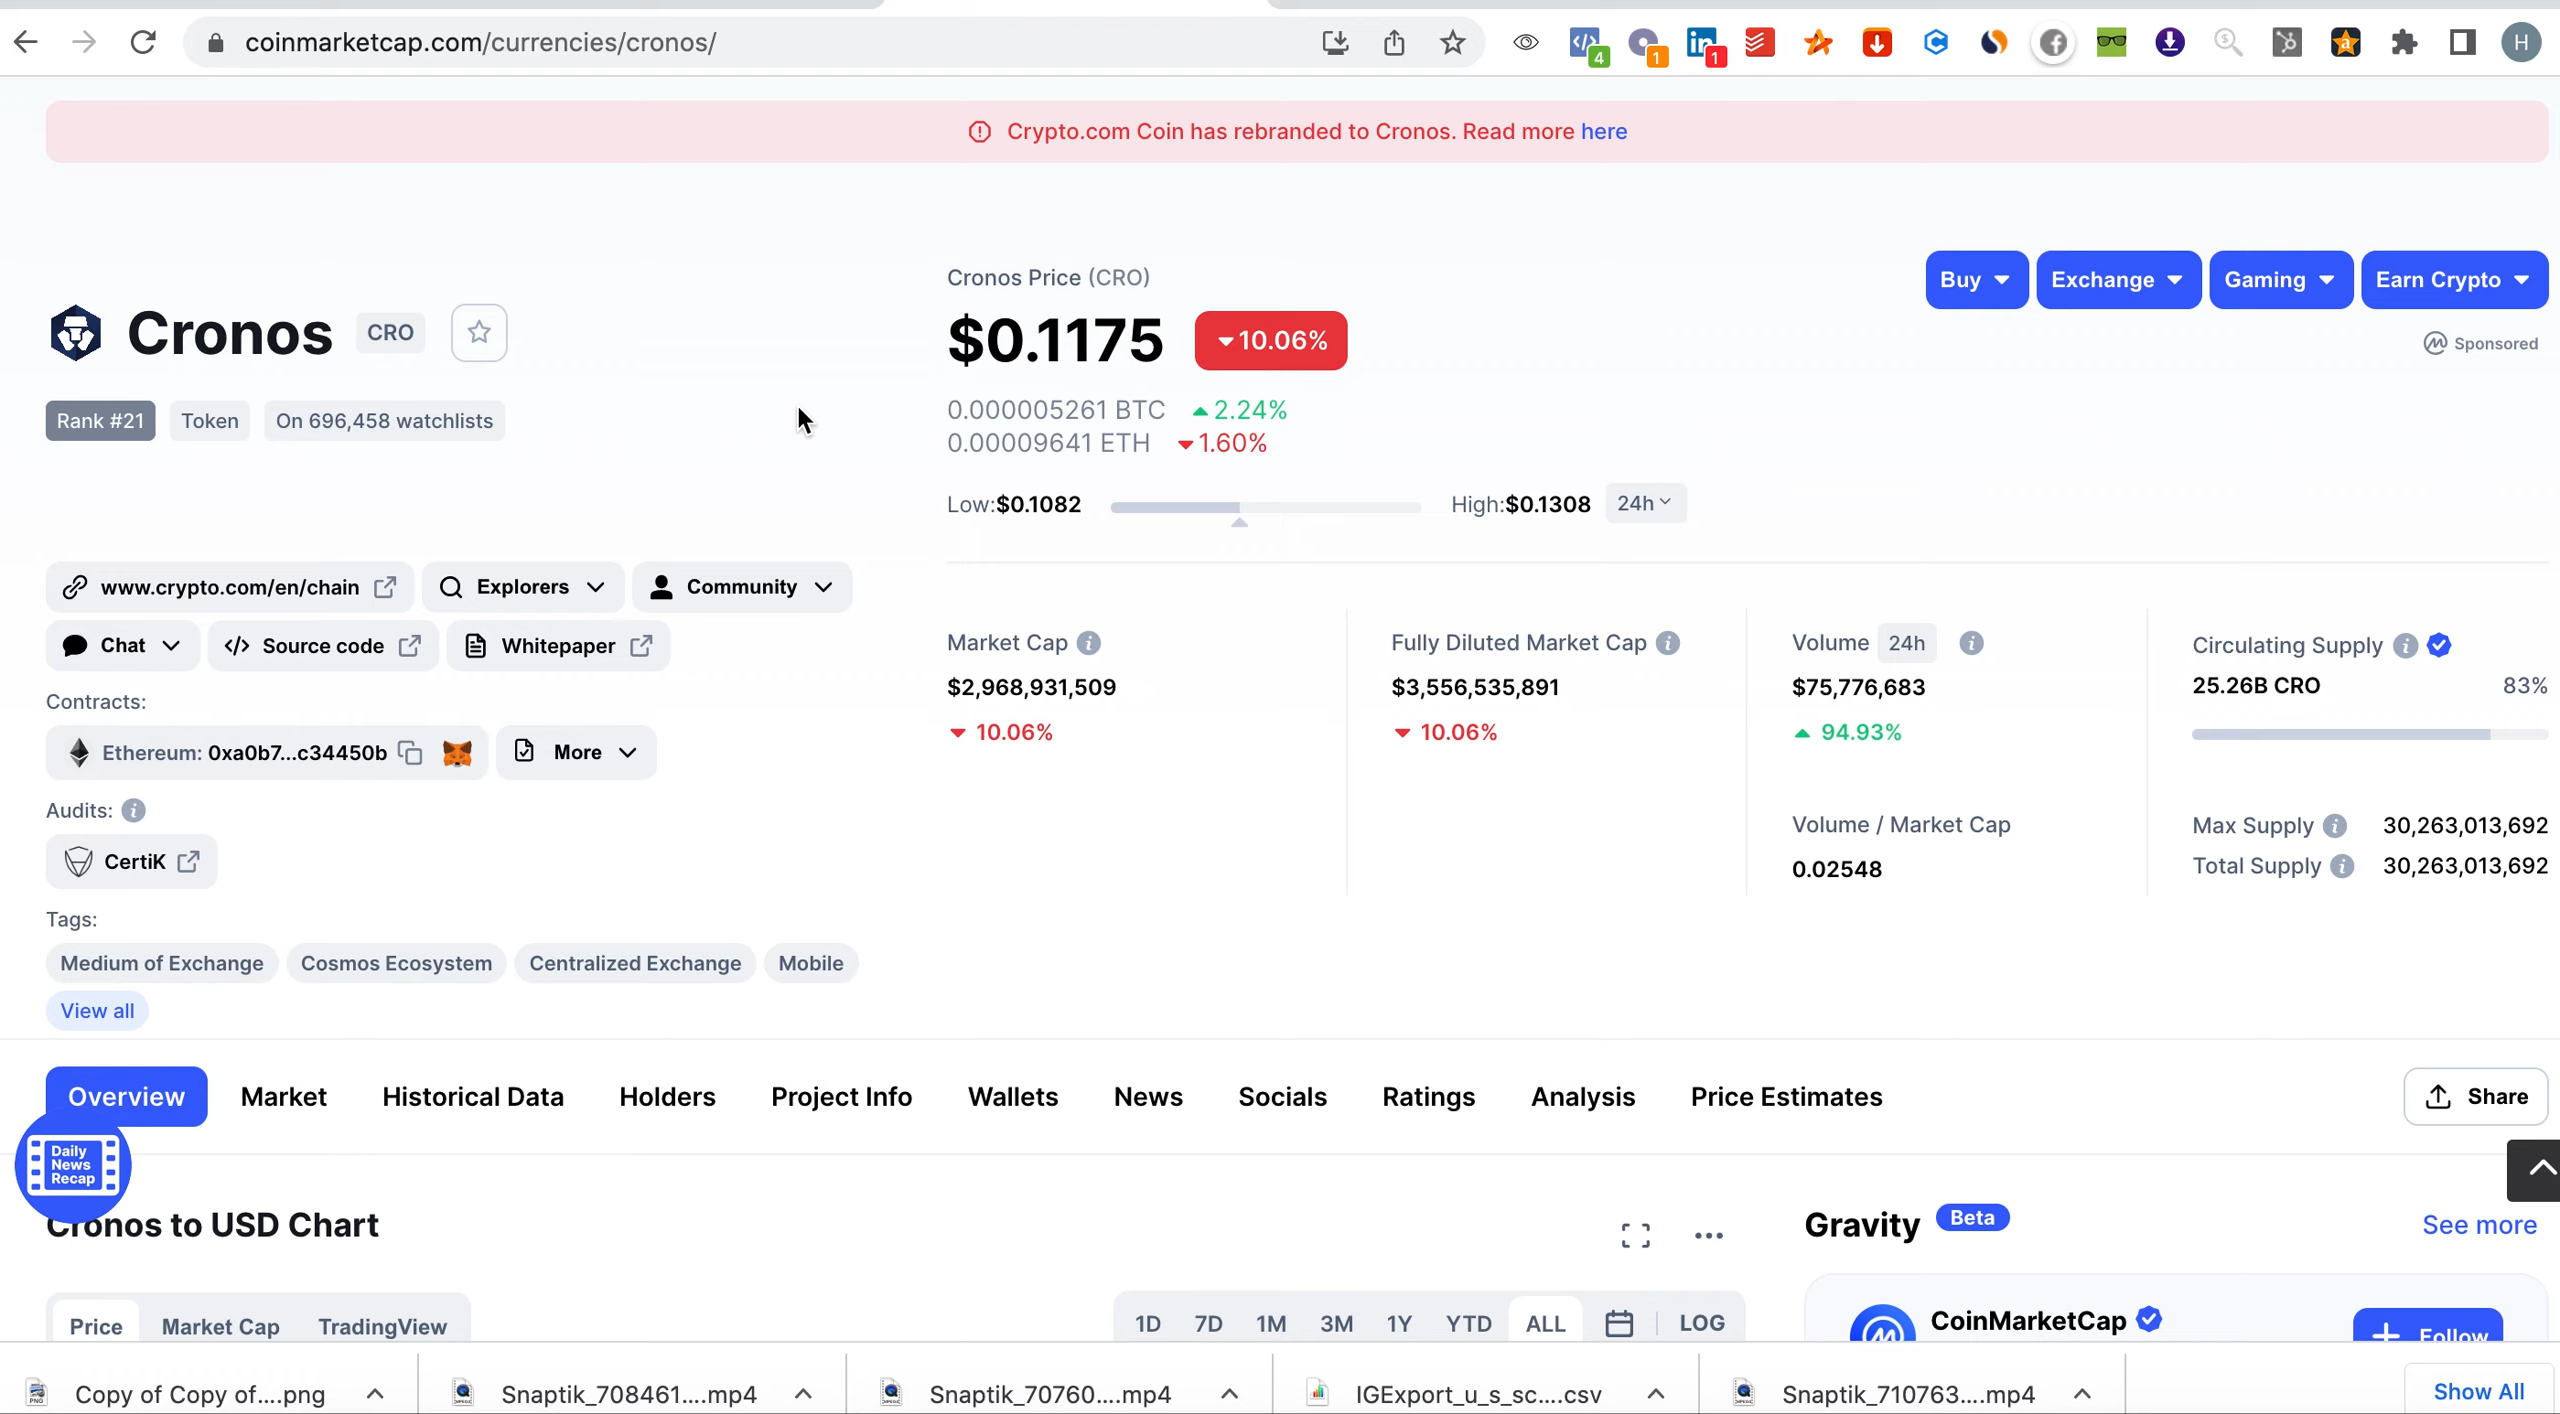 coinmarketcap.com/currencies/cronos/
4
1
in
1
a
H
Crypto.com Coin has rebranded to Cronos. Read more here
Cronos CRO
Rank #21 Token On 696,458 watchlists
Cronos Price (CRO)
$0.1175 10.06%
0.000005261 BTC 2.24%
0.00009641 ETH 1.60%
Low:$0.1082 High:$0.1308 24h
Buy Exchange Gaming Earn Crypto
Sponsored
www.crypto.com/en/chain Explorers Community
Chat Source code Whitepaper
Contracts:
Ethereum: 0xa0b7...c34450b More
Audits:
CertiK
Tags:
Medium of Exchange Cosmos Ecosystem Centralized Exchange Mobile
View all
Market Cap
$2,968,931,509
10.06%
Fully Diluted Market Cap
$3,556,535,891
10.06%
Volume 24h
$75,776,683
94.93%
Volume / Market Cap
0.02548
Circulating Supply
25.26B CRO 83%
Max Supply 30,263,013,692
Total Supply 30,263,013,692
Overview Market Historical Data Holders Project Info Wallets News Socials Ratings Analysis Price Estimates Share
Daily
News
Recap
Cronos to USD Chart
Price Market Cap TradingView
1D 7D 1M 3M 1Y YTD ALL LOG
Gravity Beta See more
CoinMarketCap
Follow
Copy of Copy of....png Snaptik_708461....mp4 Snaptik_70760....mp4 IGExport_u_s_sc....csv Snaptik_710763....mp4 Show All